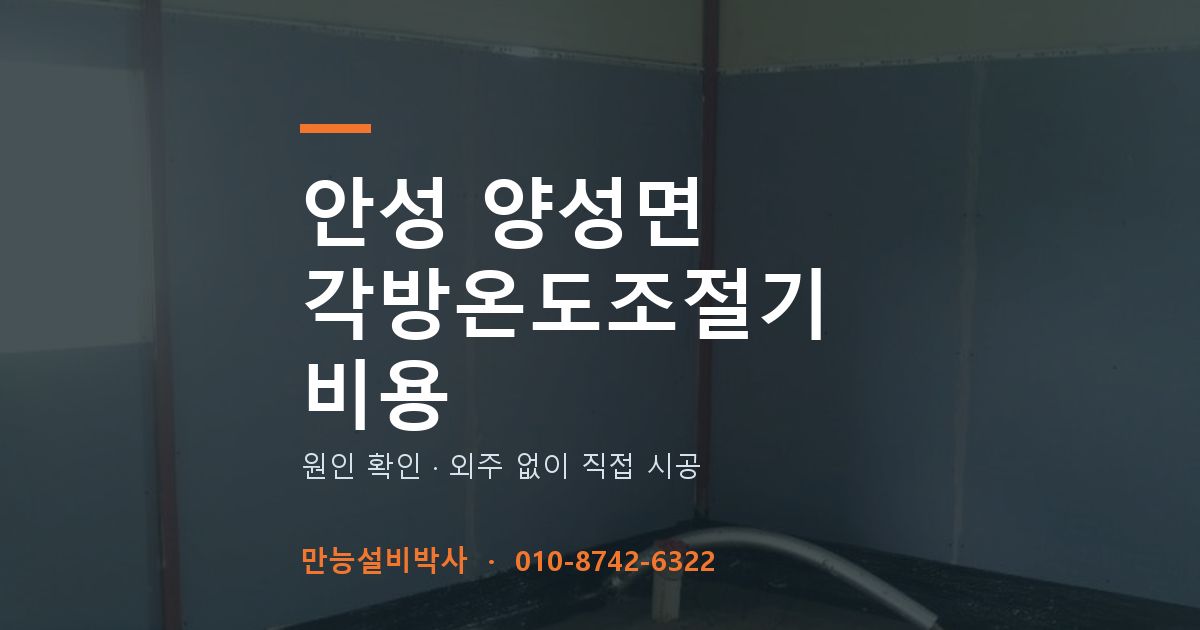 안성 양성면
각방온도조절기
비용
원인 확인 · 외주 없이 직접 시공
만능설비박사 · 010-8742-6322